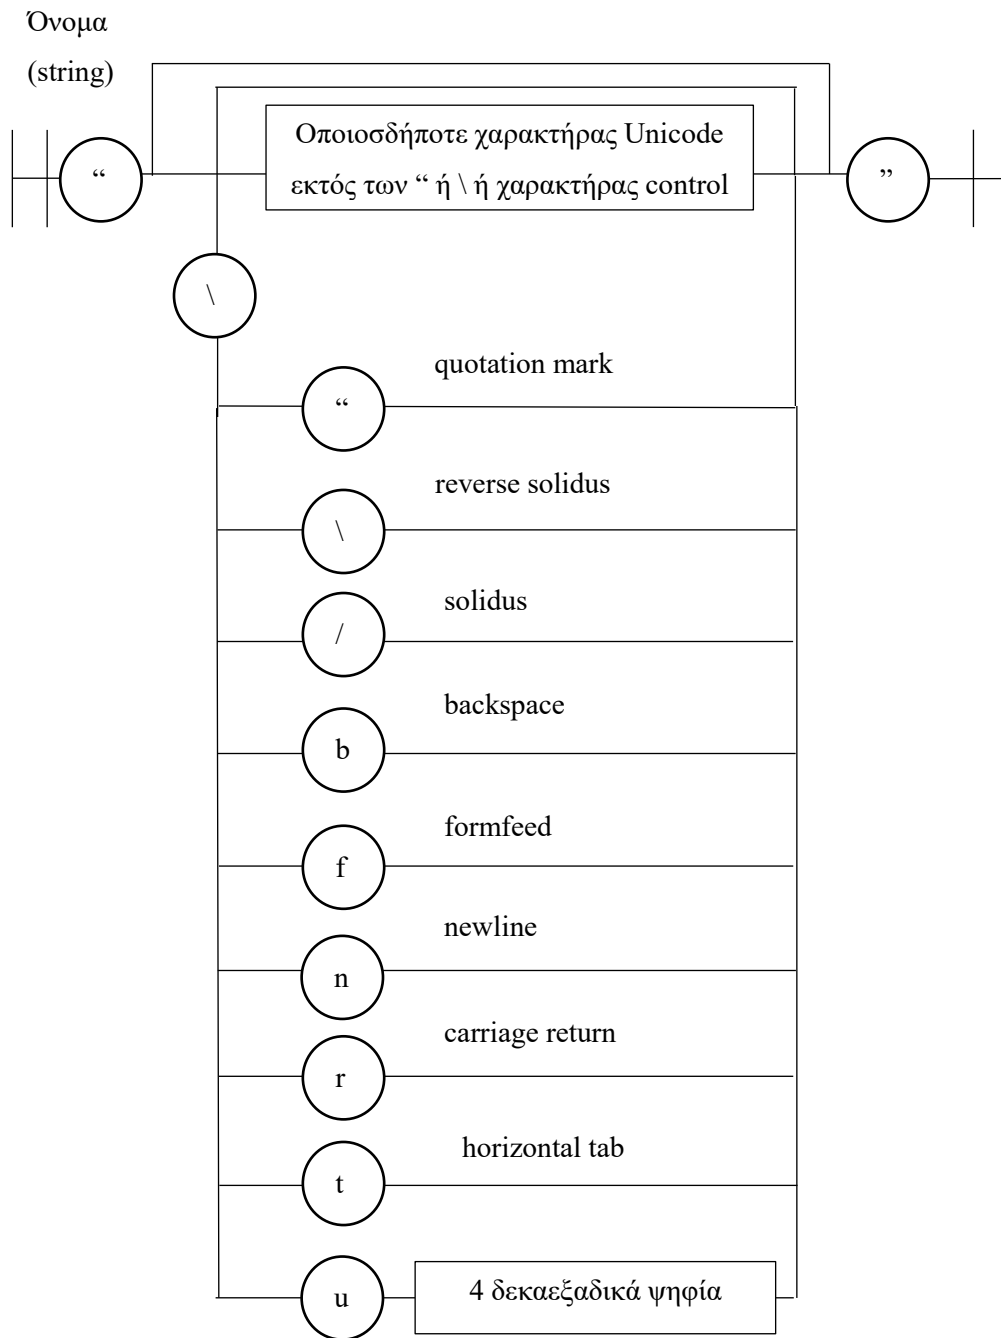 Όνομα
(string)
Οποιοσδήποτε χαρακτήρας Unicode
“
εκτός των “ ή \ ή χαρακτήρας control
”
\
quotation mark
“
reverse solidus
\
solidus
/
backspace
b
formfeed
f
newline
n
carriage return
r
horizontal tab
t
u
4 δεκαεξαδικά ψηφία